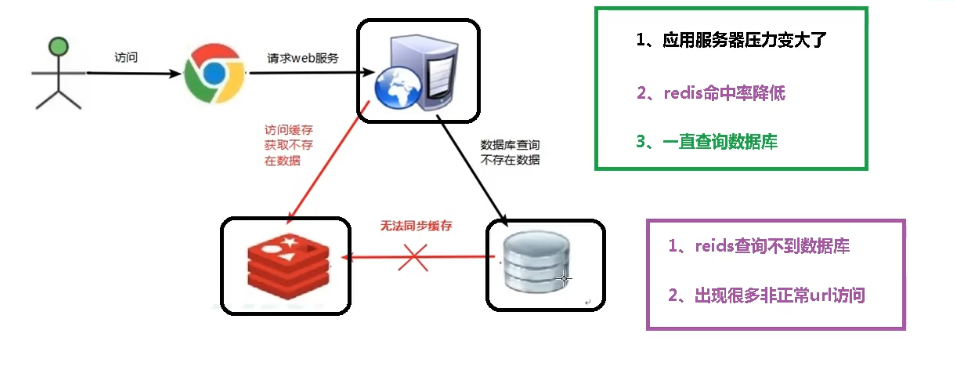 访问
请求web服务
访问缓存
获取不存
在数据
数据库查询
不存在数据
无法同步缓存
1、应用服务器压力变大了
2、redis命中率降低
3、一直查询数据库
1、reids查询不到数据库
2、出现很多非正常url访问